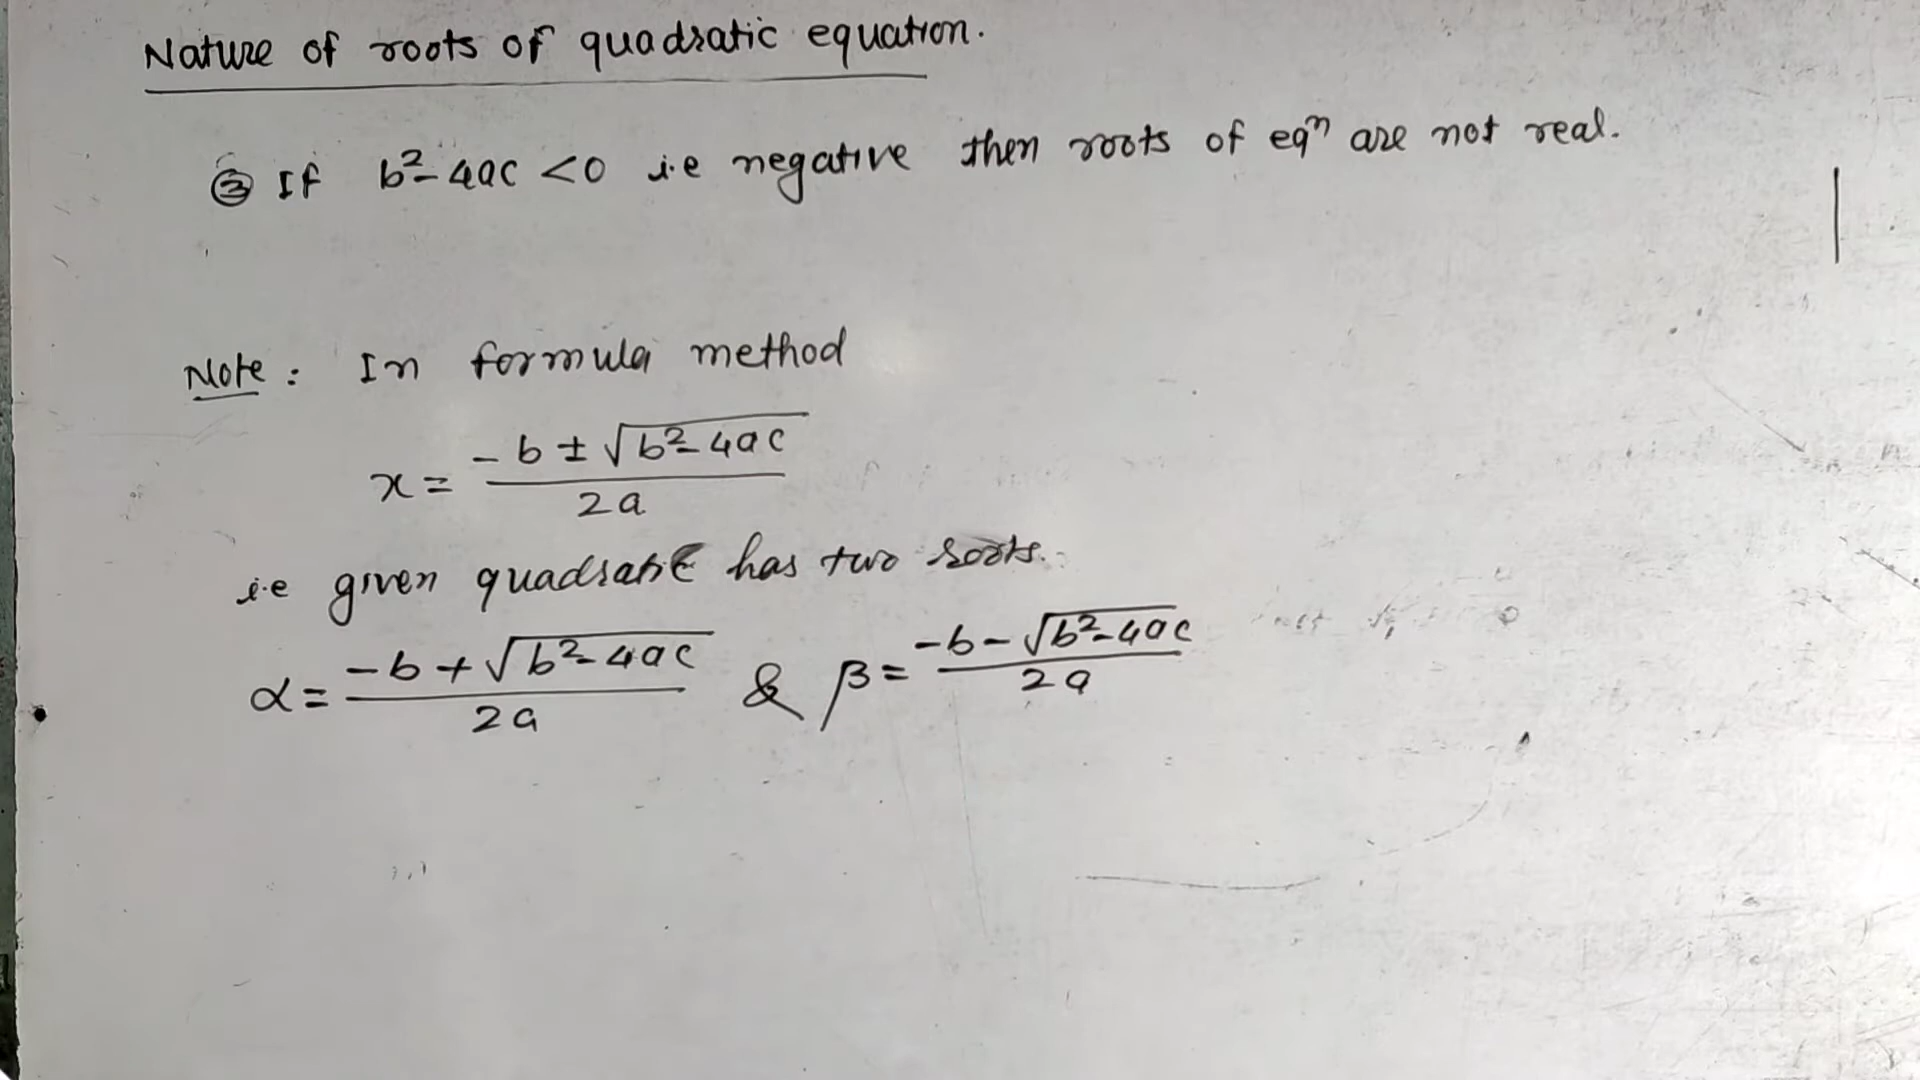 Nature of roots of quadratic equation.
③ If b²-4ac <0 i.e negative then roots of eqⁿ are not real.
Note : In formula method
x = (-b ± √(b²-4ac)) / 2a
i.e given quadratic has two roots.
α = (-b + √(b²-4ac)) / 2a & β = (-b - √(b²-4ac)) / 2a